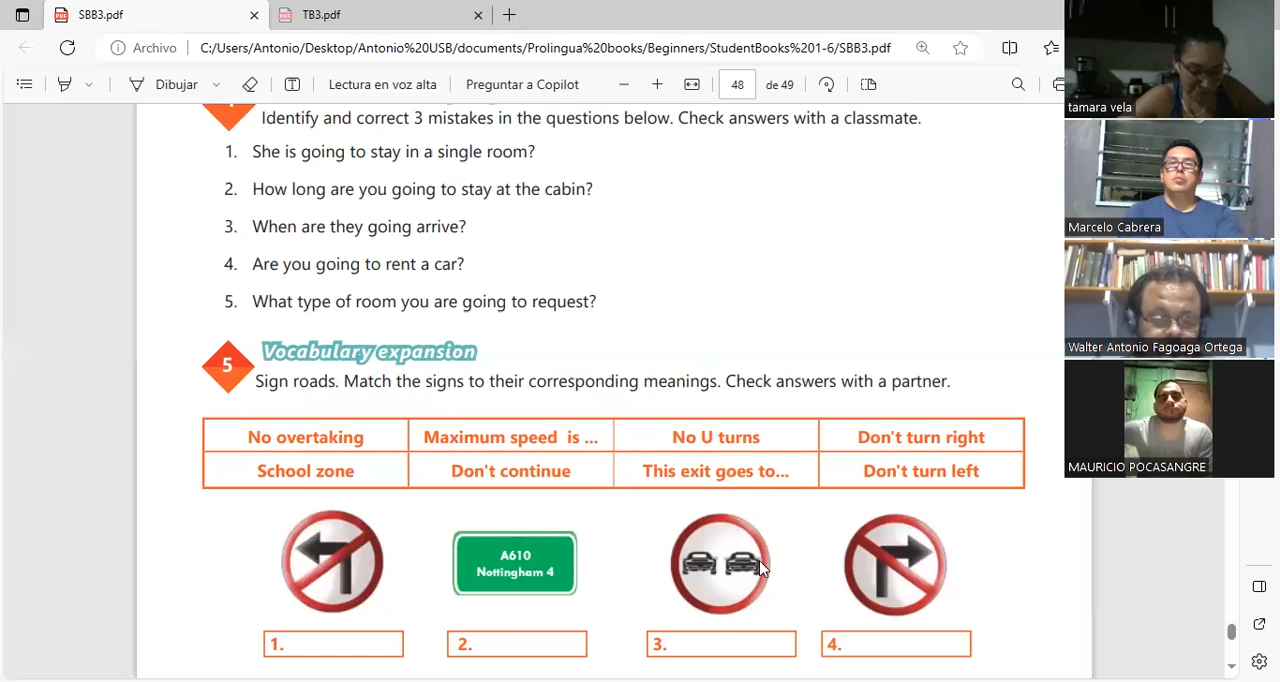 SBB3.pdf
TB3.pdf
Archivo
C:/Users/Antonio/Desktop/Antonio%20USB/documents/Prolingua%20books/Beginners/StudentBooks%201-6/SBB3.pdf
Dibujar
Lectura en voz alta
Preguntar a Copilot
48
de 49
Identify and correct 3 mistakes in the questions below. Check answers with a classmate.
1. She is going to stay in a single room?
2. How long are you going to stay at the cabin?
3. When are they going arrive?
4. Are you going to rent a car?
5. What type of room you are going to request?
5
Vocabulary expansion
Sign roads. Match the signs to their corresponding meanings. Check answers with a partner.
No overtaking Maximum speed is ... No U turns Don't turn right
School zone Don't continue This exit goes to... Don't turn left
A610
Nottingham 4
1. 2. 3. 4.
tamara vela
Marcelo Cabrera
Walter Antonio Fagoaga Ortega
MAURICIO POCASANGRE